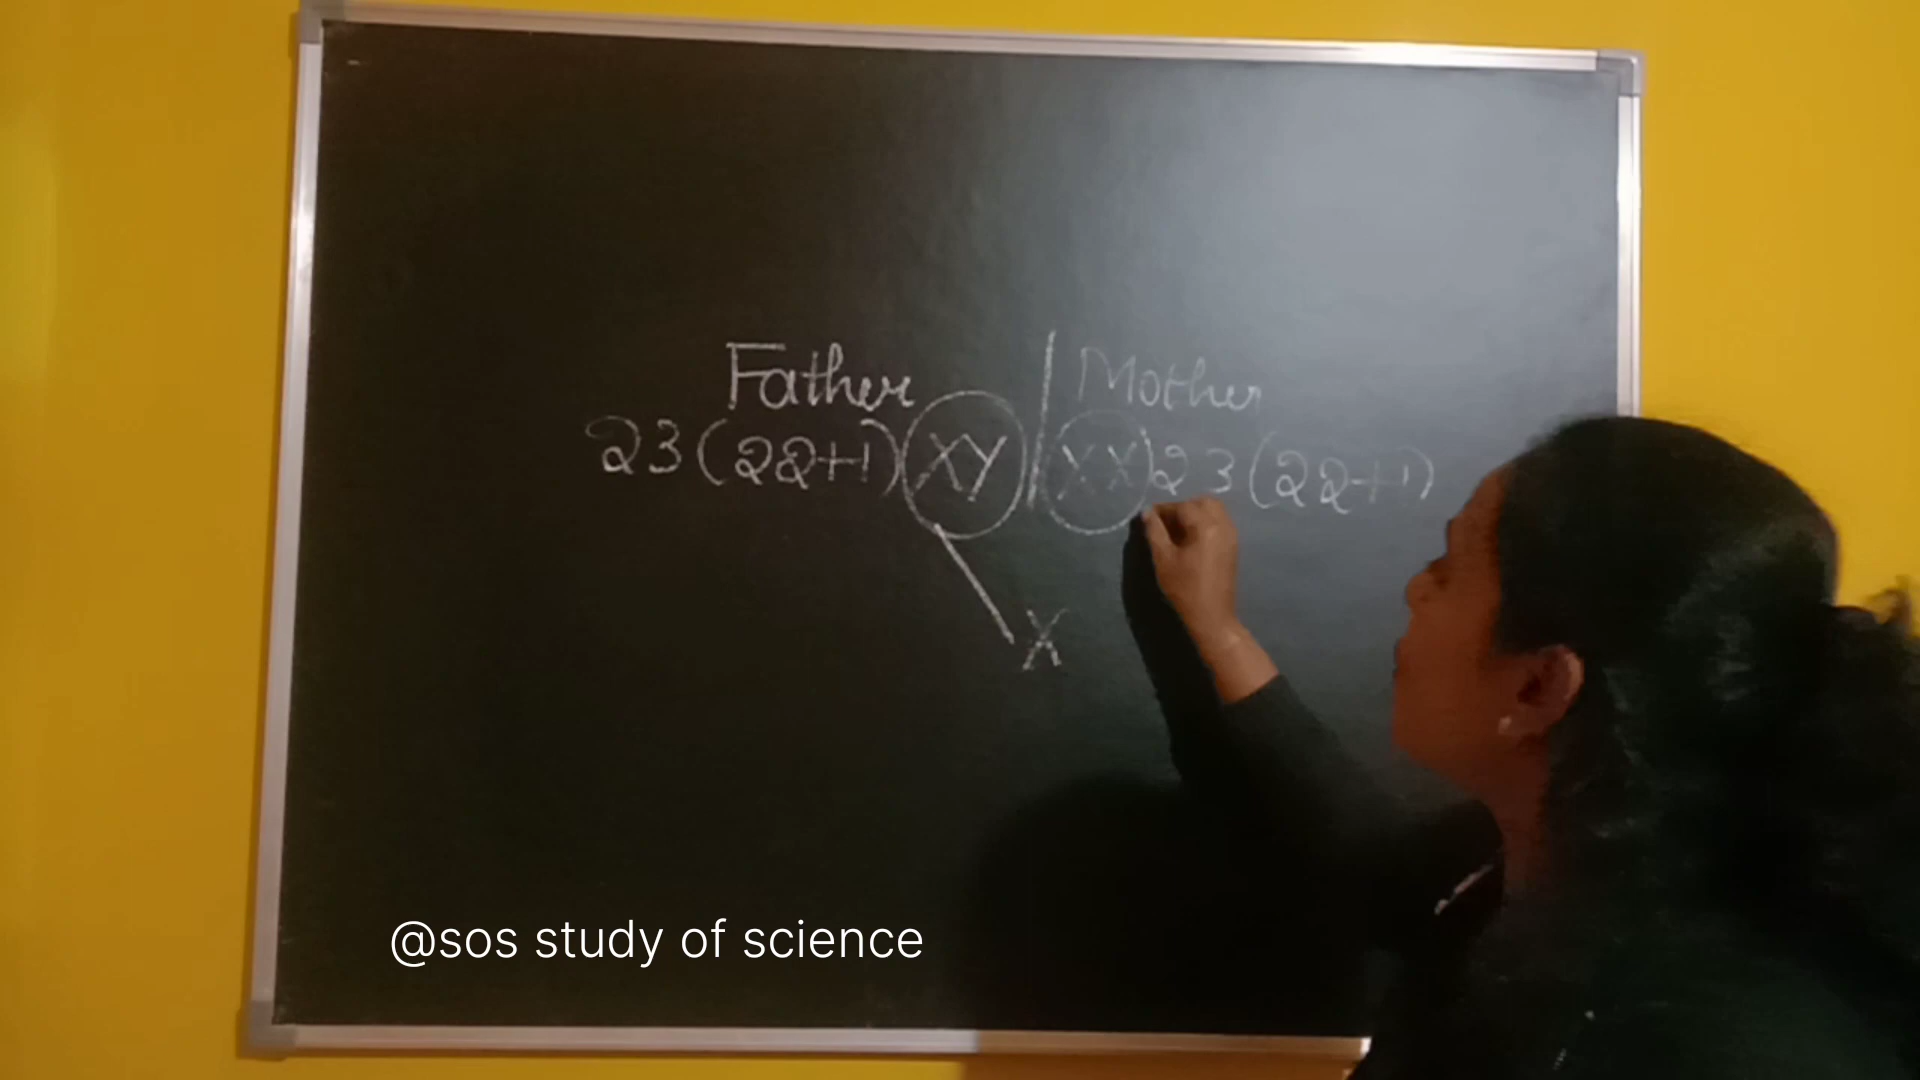 Father | Mother
23(22+1) XY | XX 23(22+1)
X
@sos study of science